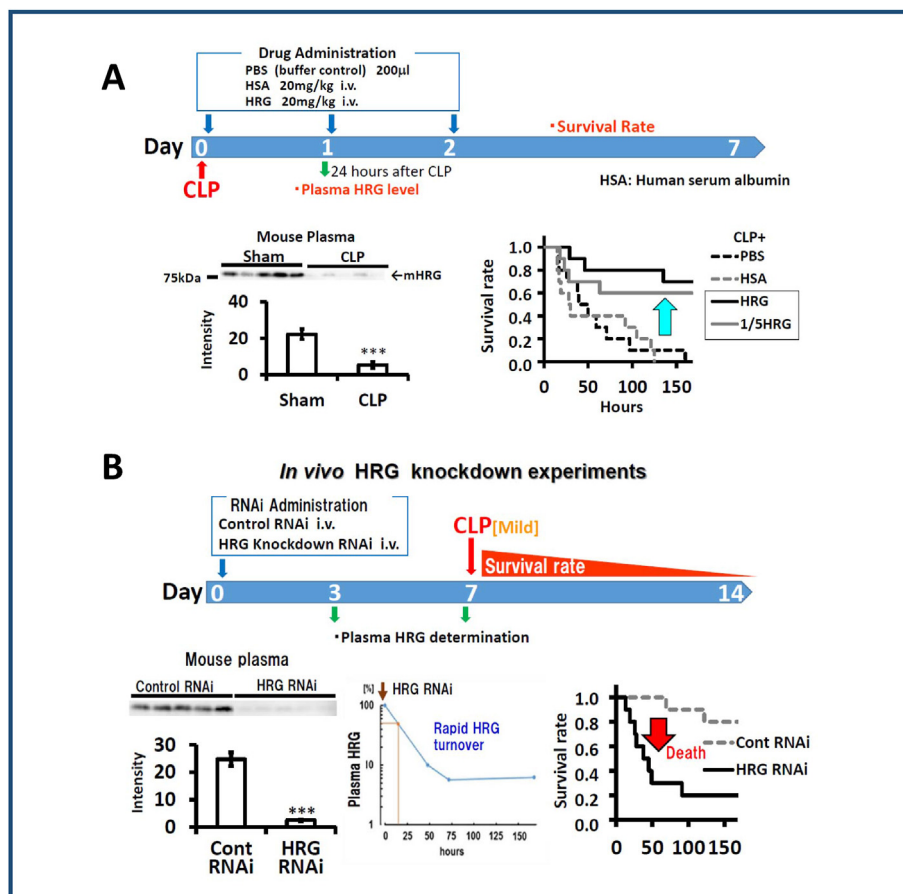 A
Drug Administration
PBS (buffer control) 200μl
HSA 20mg/kg i.v.
HRG 20mg/kg i.v.
・Survival Rate
Day 0 1 2 7
CLP
24 hours after CLP
・Plasma HRG level
HSA: Human serum albumin
Mouse Plasma
Sham CLP
75kDa
←mHRG
Intensity
40
20
0
***
Sham CLP
Survival rate
1.0
0.8
0.6
0.4
0.2
0.0
0 50 100 150
Hours
CLP+
PBS
HSA
HRG
1/5HRG
B
In vivo HRG knockdown experiments
RNAi Administration
Control RNAi i.v.
HRG Knockdown RNAi i.v.
CLP[Mild]
Survival rate
Day 0 3 7 14
・Plasma HRG determination
Mouse plasma
Control RNAi HRG RNAi
Intensity
30
20
10
0
***
Cont RNAi
HRG RNAi
[%]
HRG RNAi
Plasma HRG
100
10
1
Rapid HRG
turnover
0 25 50 75 100 150
hours
Survival rate
1.0
0.8
0.6
0.4
0.2
0.0
Death
Cont RNAi
HRG RNAi
0 50 100 150